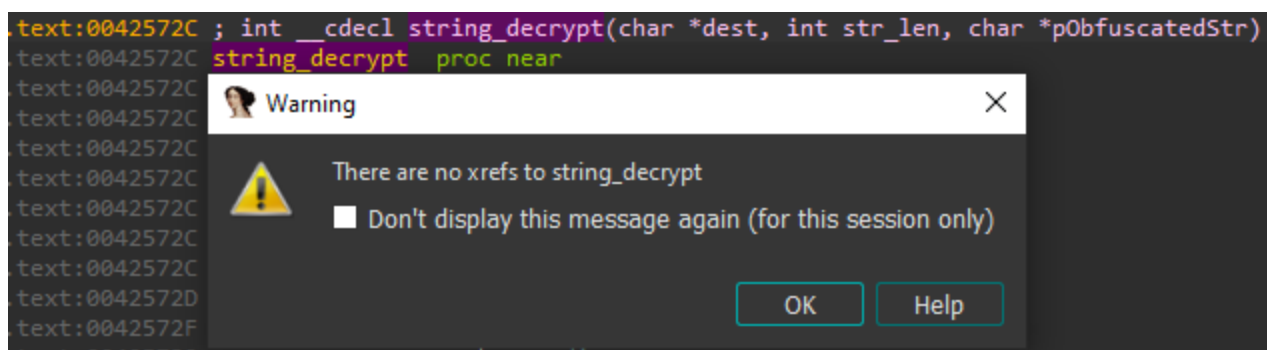 .text:0042572C ; int __cdecl string_decrypt(char *dest, int str_len, char *pObfuscatedStr)
.text:0042572C string_decrypt proc near
.text:0042572C
.text:0042572C
.text:0042572C
.text:0042572C
.text:0042572C
.text:0042572C
.text:0042572C
.text:0042572D
.text:0042572F
Warning
There are no xrefs to string_decrypt
Don't display this message again (for this session only)
OK Help